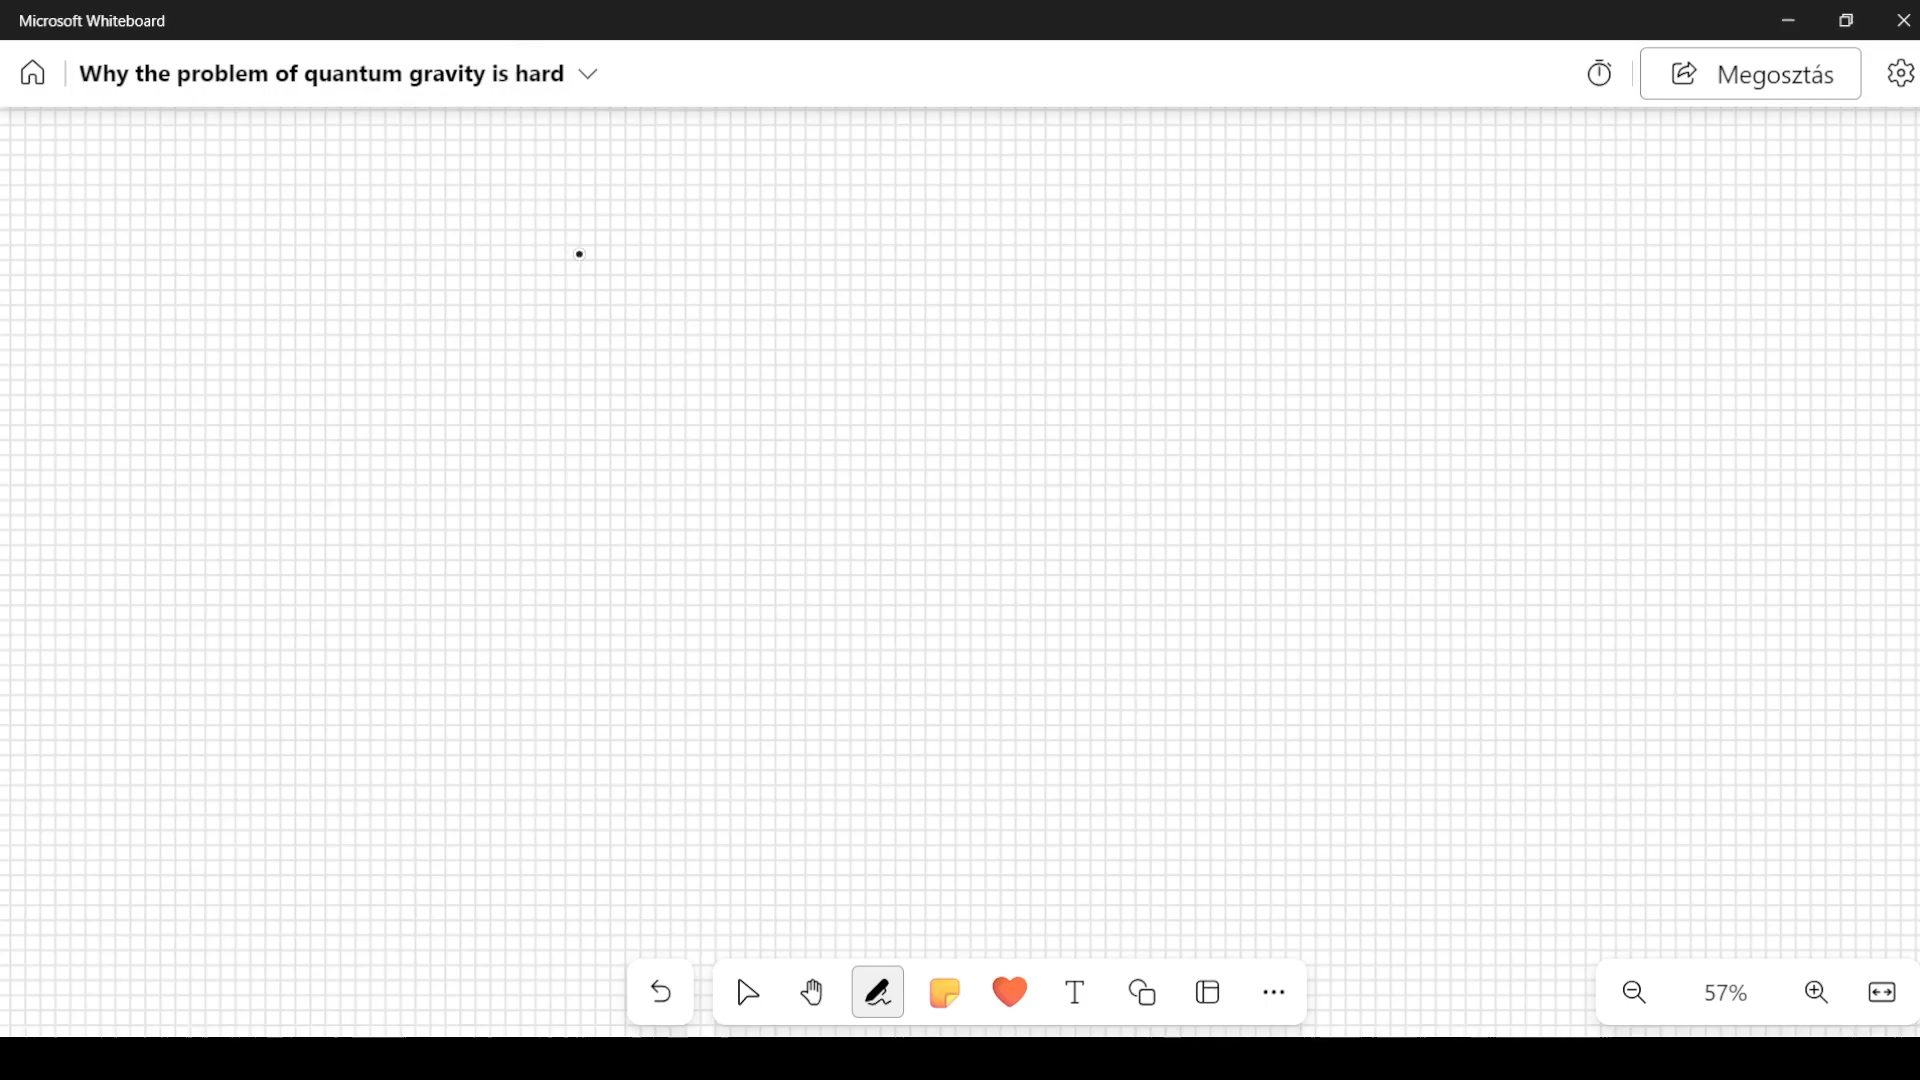 Microsoft Whiteboard
Why the problem of quantum gravity is hard
Megosztás
57%